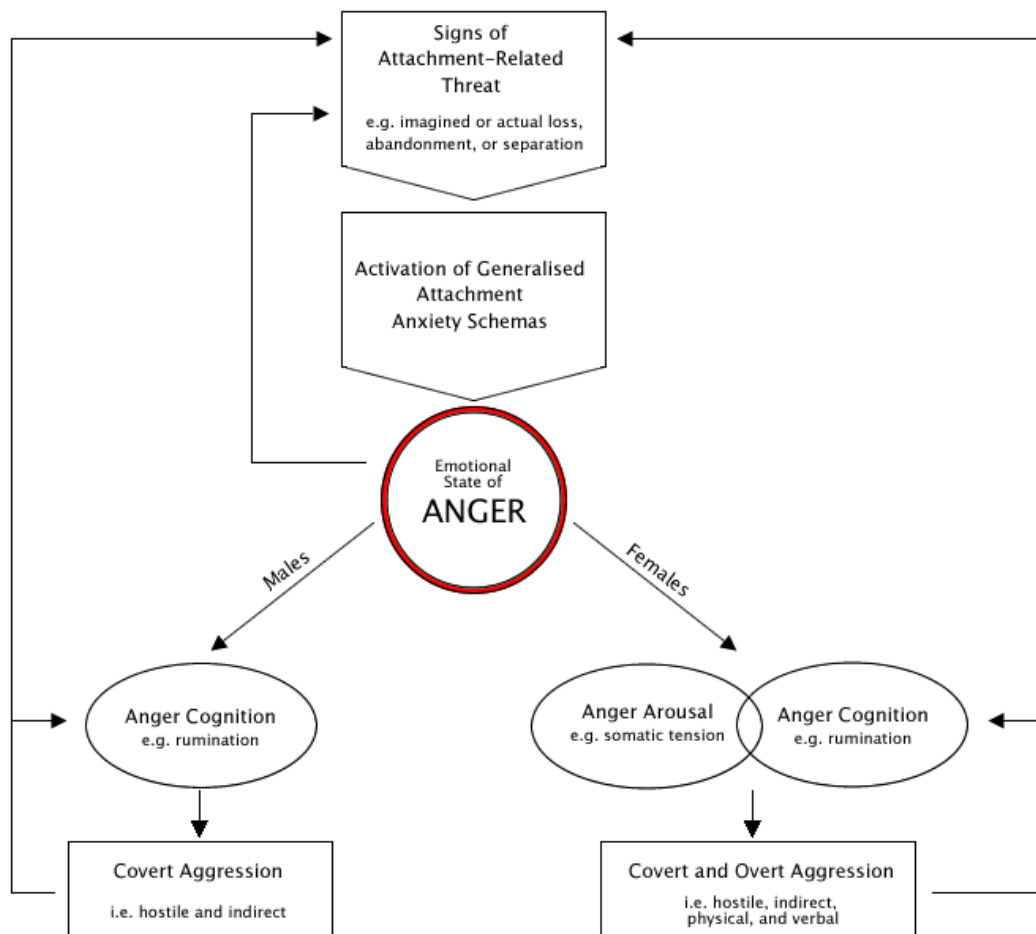 Signs of
Attachment-Related
Threat
e.g. imagined or actual loss,
abandonment, or separation
Activation of Generalised
Attachment
Anxiety Schemas
Emotional
State of
ANGER
Males
Females
Anger Cognition
e.g. rumination
Anger Arousal
e.g. somatic tension
Anger Cognition
e.g. rumination
Covert Aggression
i.e. hostile and indirect
Covert and Overt Aggression
i.e. hostile, indirect,
physical, and verbal